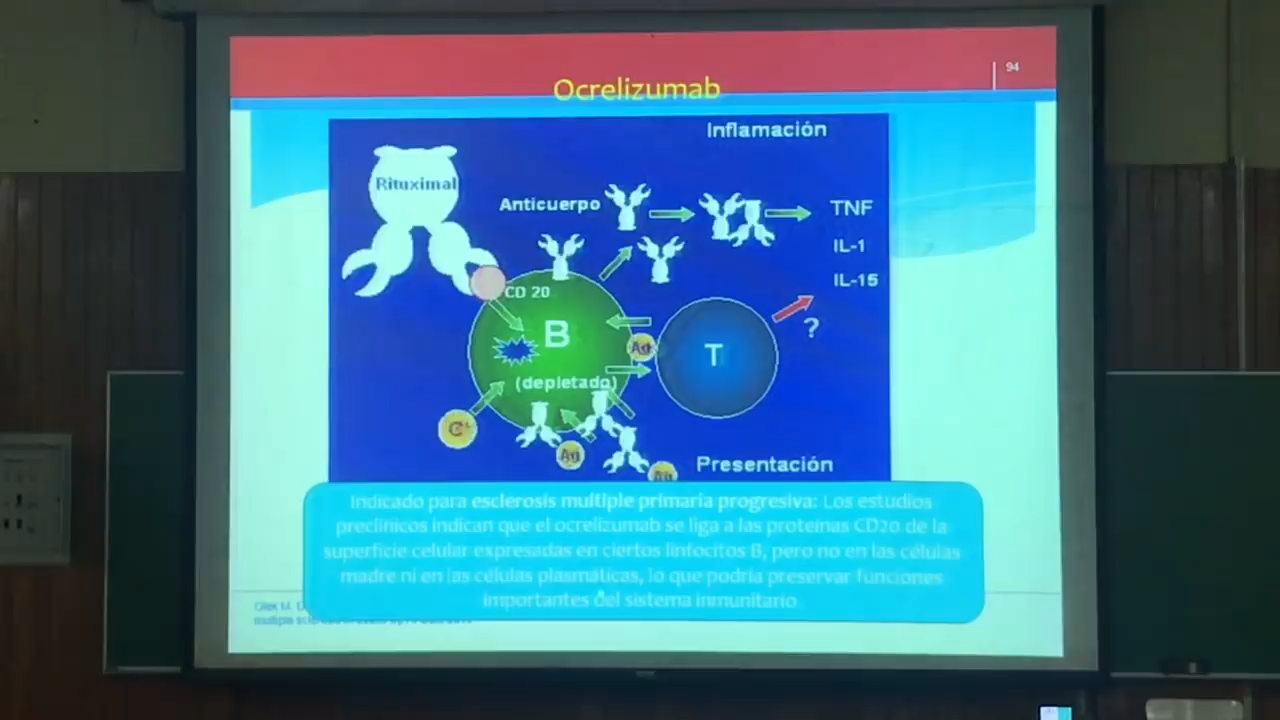 94
Ocrelizumab
Inflamación
Rituximal
Anticuerpo
TNF
IL-1
IL-15
CD 20
B
T
?
Ag
(depletado)
Ag
Presentación
Indicado para esclerosis multiple primaria progresiva: Los estudios
preclínicos indican que el ocrelizumab se liga a las proteínas CD20 de la
superficie celular expresadas en ciertos linfocitos B, pero no en las células
madre ni en las células plasmáticas, lo que podría preservar funciones
importantes del sistema inmunitario
Olek M.